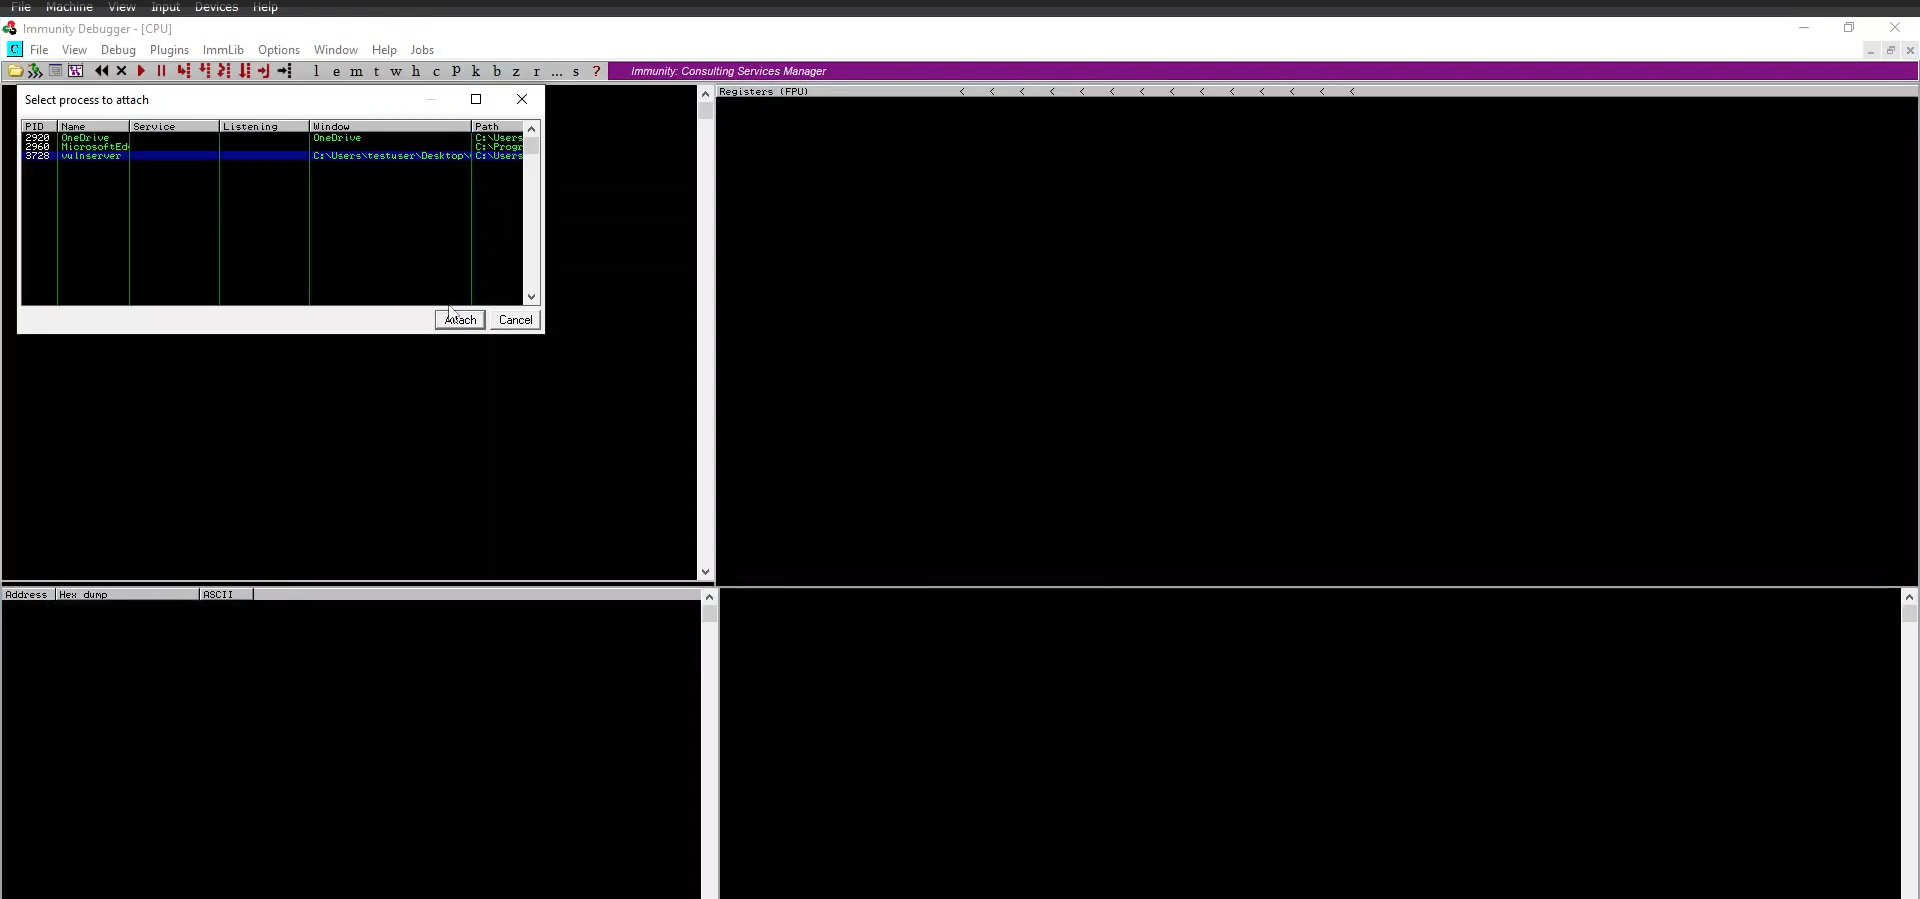 File Machine View Input Devices Help
Immunity Debugger - [CPU]
C File View Debug Plugins ImmLib Options Window Help Jobs
l e m t w h c P k b z r ... s ? Immunity: Consulting Services Manager
Select process to attach
Registers (FPU) < < < < < < < < < < < < < <
PID Name Service Listening Window Path
2920 OneDrive OneDrive C:\Users
2960 MicrosoftEd C:\Progr
3728 vulnserver C:\Users\testuser\Desktop\ C:\Users
Attach Cancel
Address Hex dump ASCII